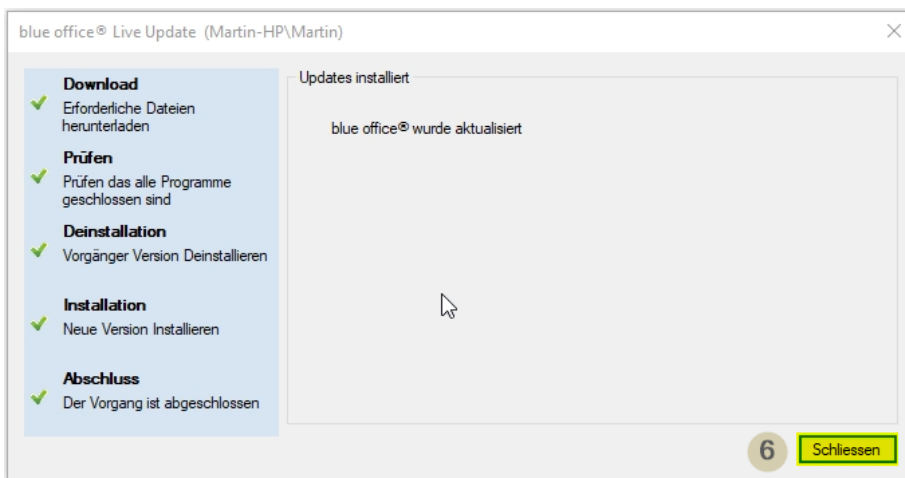 blue office® Live Update (Martin-HP\Martin)
Download
Erforderliche Dateien
herunterladen
Prüfen
Prüfen das alle Programme
geschlossen sind
Deinstallation
Vorgänger Version Deinstallieren
Installation
Neue Version Installieren
Abschluss
Der Vorgang ist abgeschlossen
Updates installiert
blue office® wurde aktualisiert
6
Schliessen